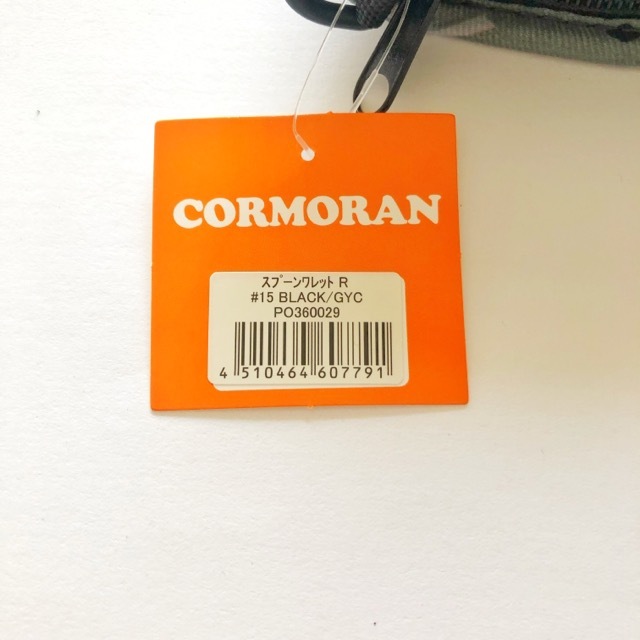 CORMORAN
ｽﾌﾟｰﾝﾜﾚｯﾄ R
#15 BLACK/GYC
PO360029
4 510464 607791